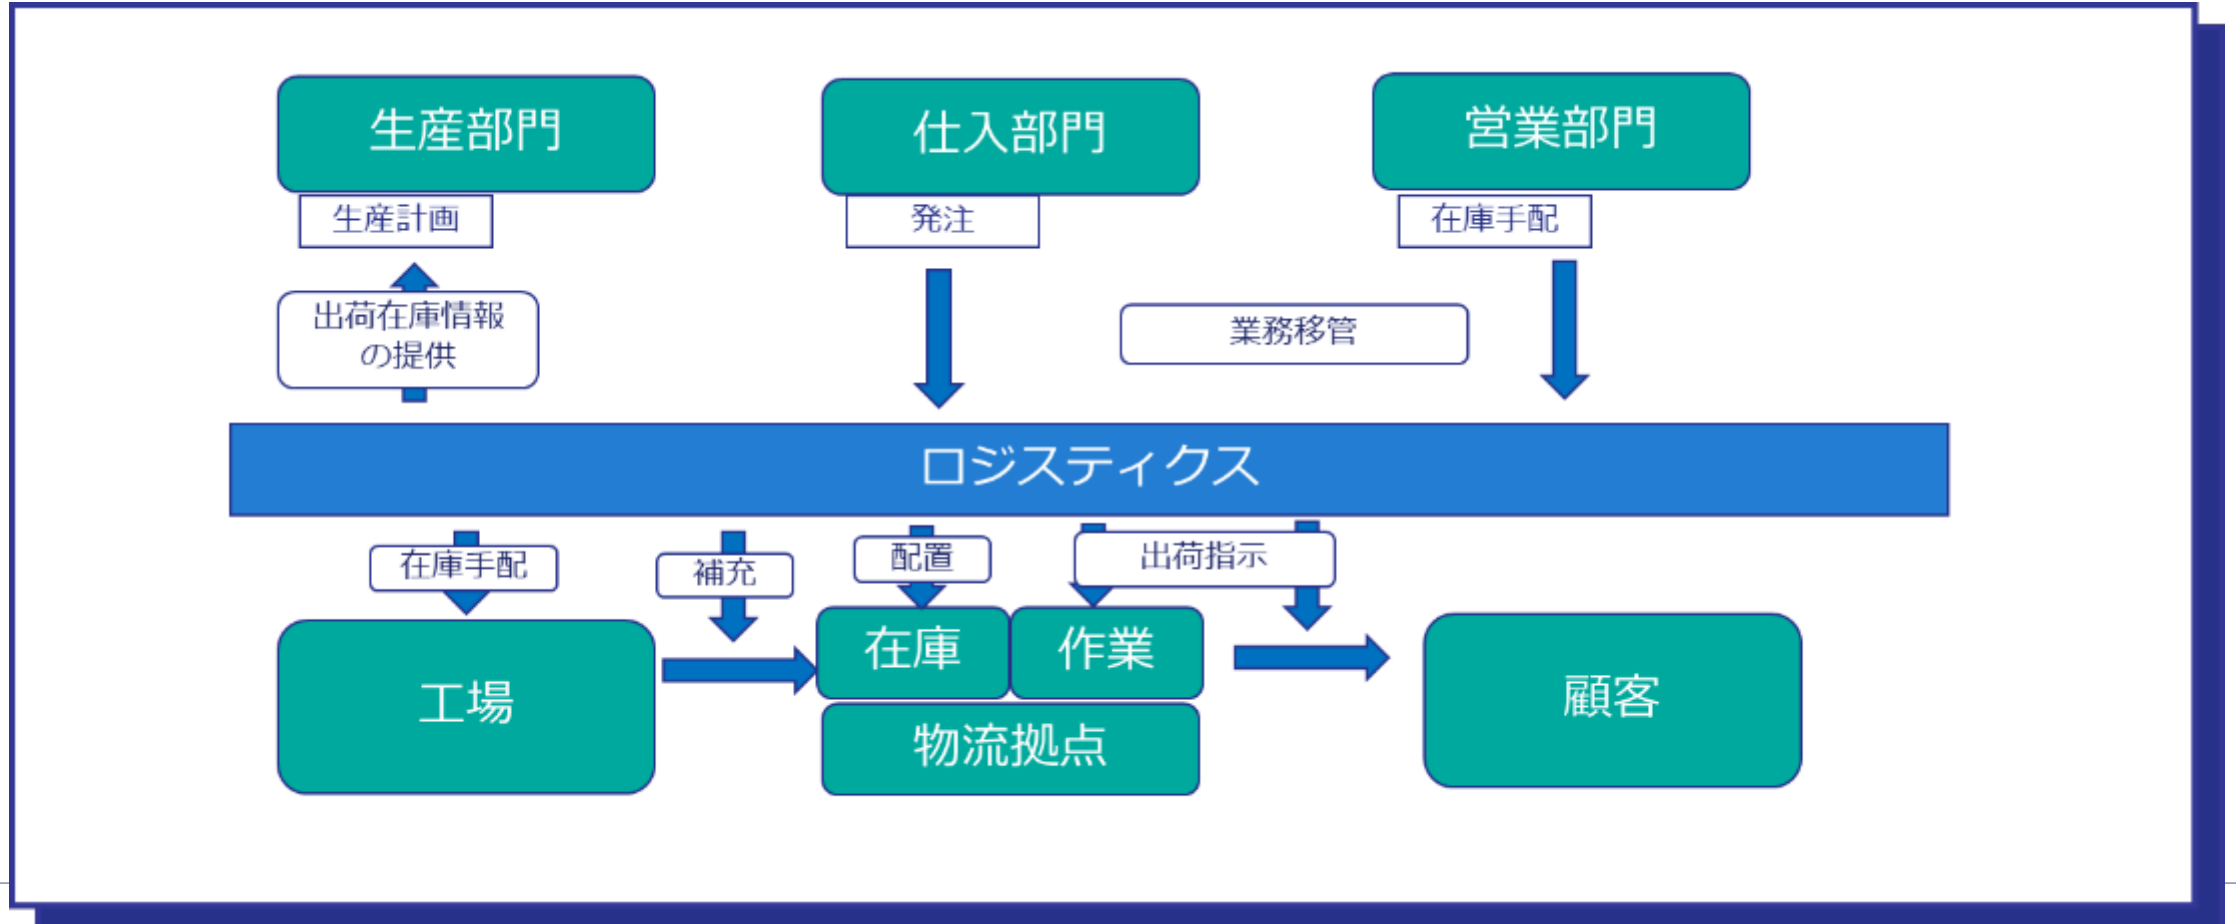 生産部門
仕入部門
営業部門
生産計画
発注
在庫手配
出荷在庫情報
の提供
業務移管
ロジスティクス
在庫手配
補充
配置
出荷指示
工場
在庫
作業
物流拠点
顧客